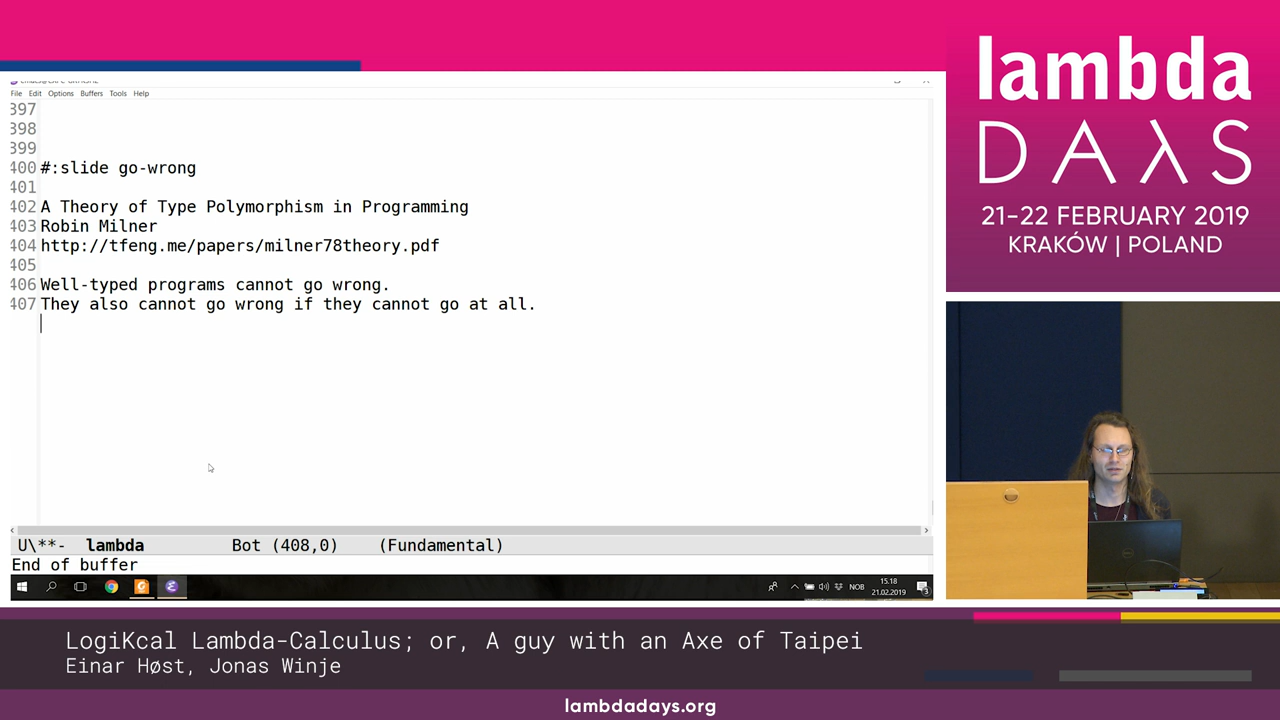 File Edit Options Buffers Tools Help
397
398
399
400 #:slide go-wrong
401
402 A Theory of Type Polymorphism in Programming
403 Robin Milner
404 http://tfeng.me/papers/milner78theory.pdf
405
406 Well-typed programs cannot go wrong.
407 They also cannot go wrong if they cannot go at all.
U\**- lambda Bot (408,0) (Fundamental)
End of buffer
NOB
15.18
21.02.2019
3
lambda
DAλS
21-22 FEBRUARY 2019
KRAKÓW | POLAND
LogiKcal Lambda-Calculus; or, A guy with an Axe of Taipei
Einar Høst, Jonas Winje
lambdadays.org